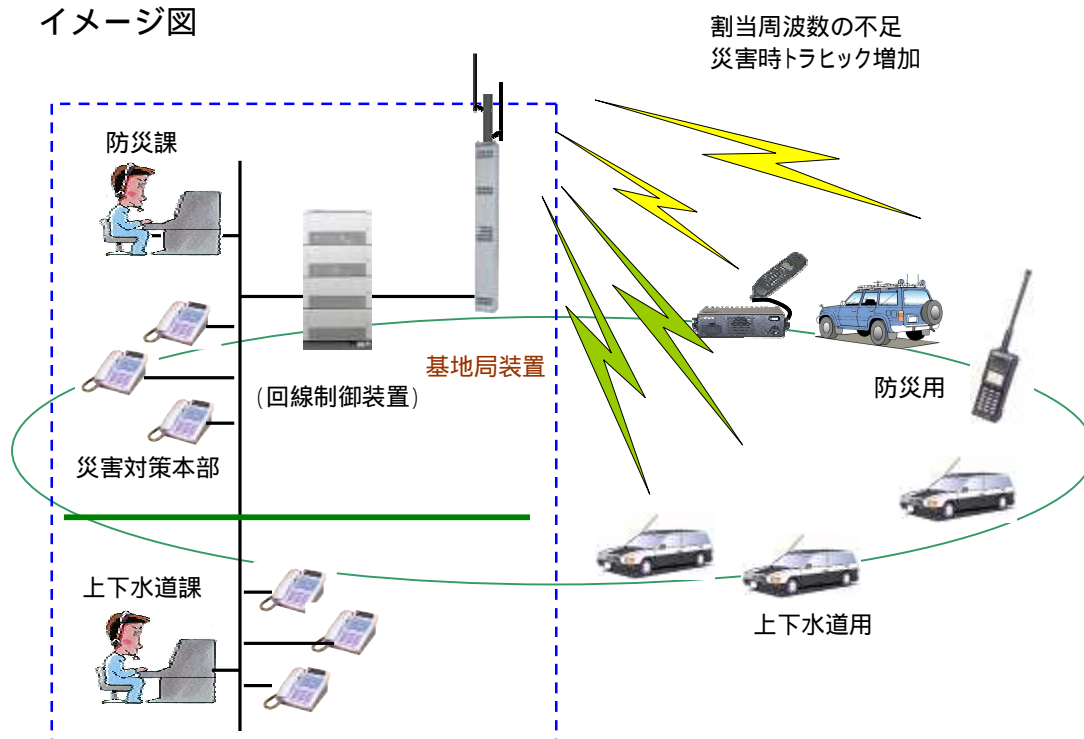 イメージ図
割当周波数の不足
災害時トラヒック増加
防災課
基地局装置
(回線制御装置)
防災用
災害対策本部
上下水道課
上下水道用